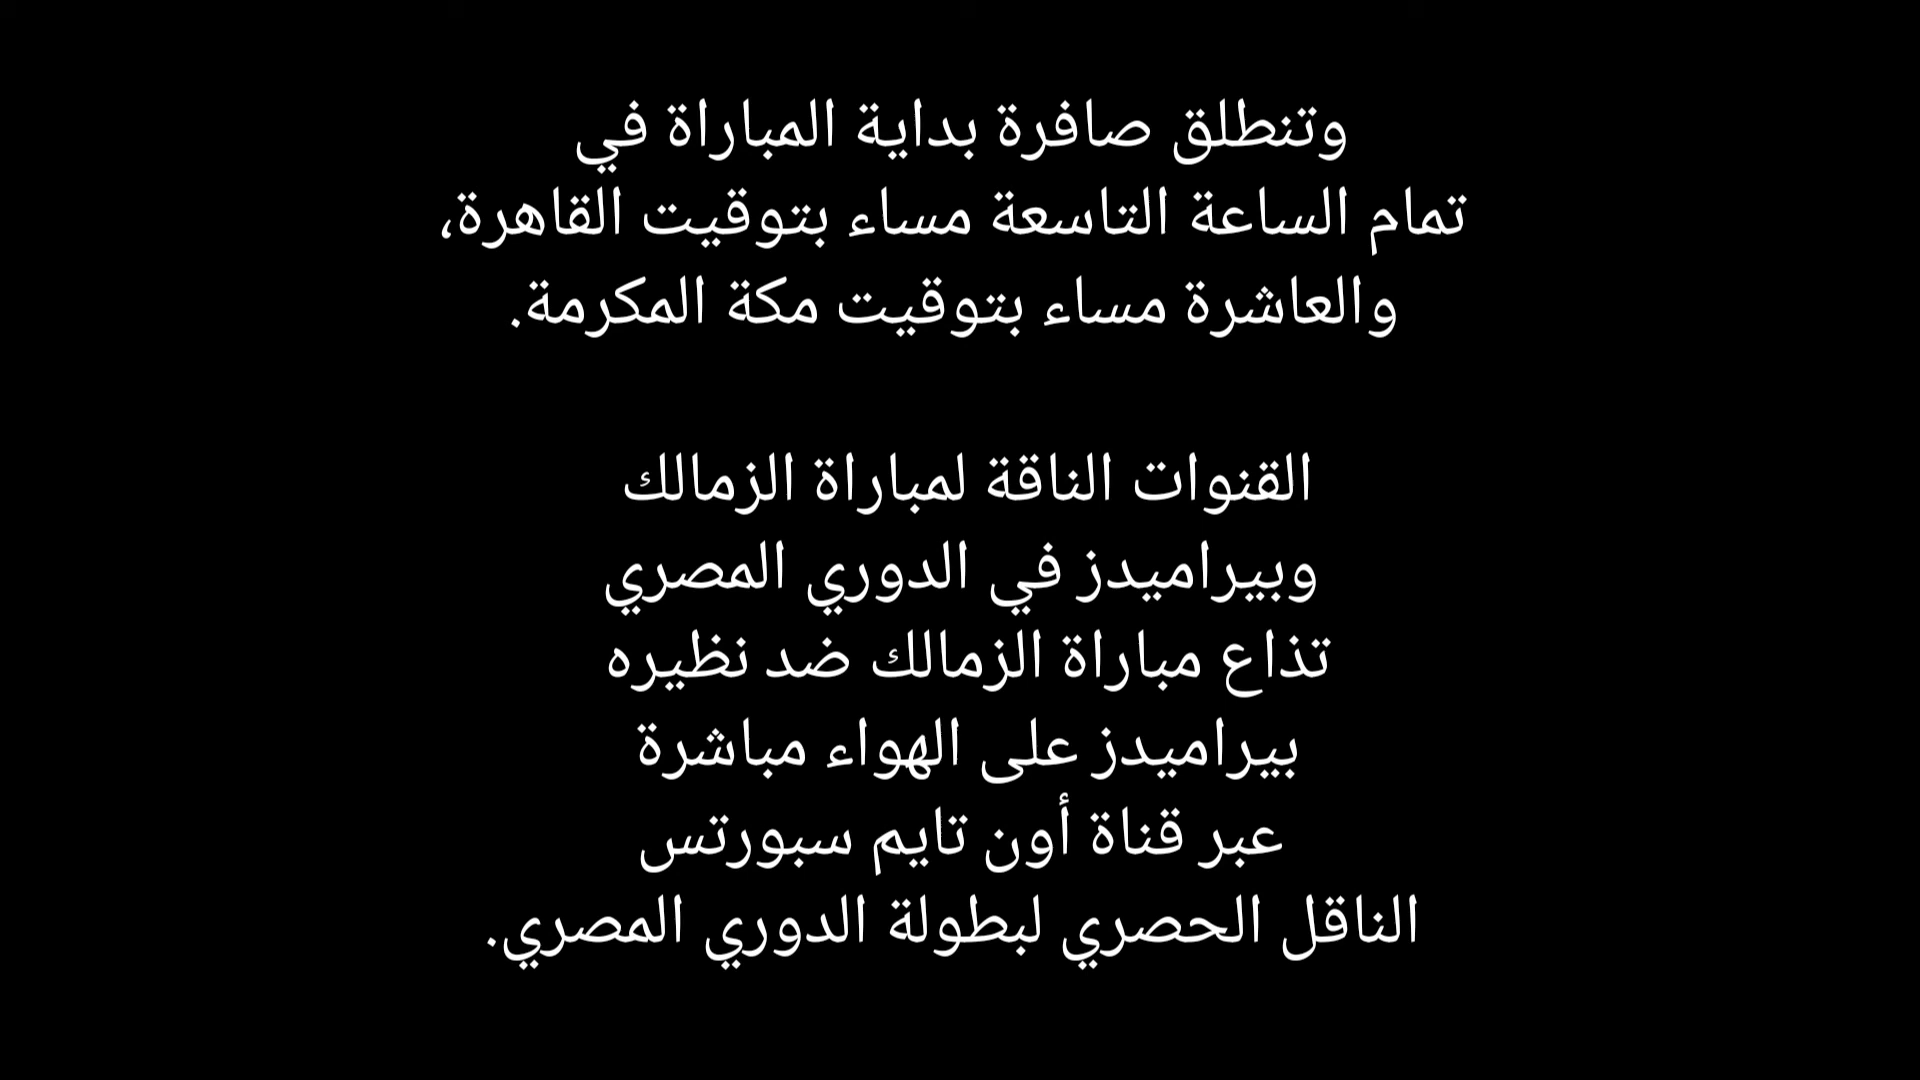 وتنطلق صافرة بداية المباراة في
تمام الساعة التاسعة مساء بتوقيت القاهرة،
والعاشرة مساء بتوقيت مكة المكرمة.
القنوات الناقة لمباراة الزمالك
وبيراميدز في الدوري المصري
تذاع مباراة الزمالك ضد نظيره
بيراميدز على الهواء مباشرة
عبر قناة أون تايم سبورتس
الناقل الحصري لبطولة الدوري المصري.